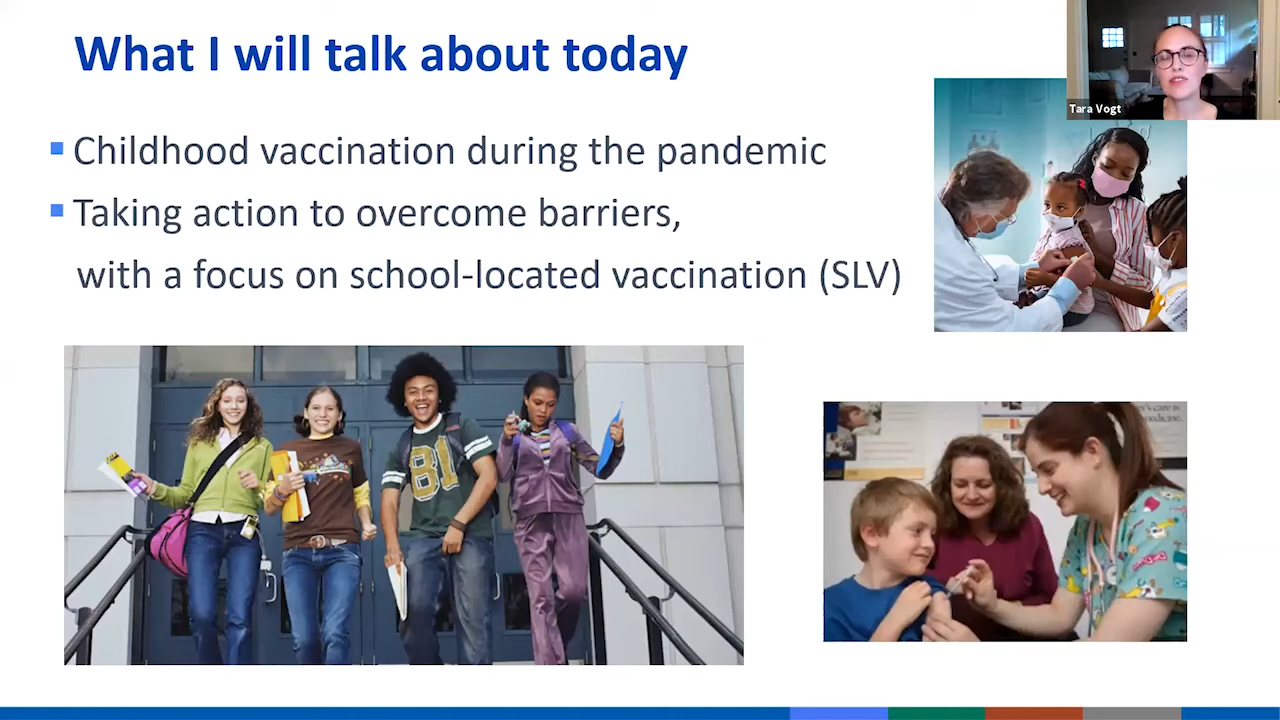 What I will talk about today
Tara Vogt
Childhood vaccination during the pandemic
Taking action to overcome barriers,
with a focus on school-located vaccination (SLV)
81